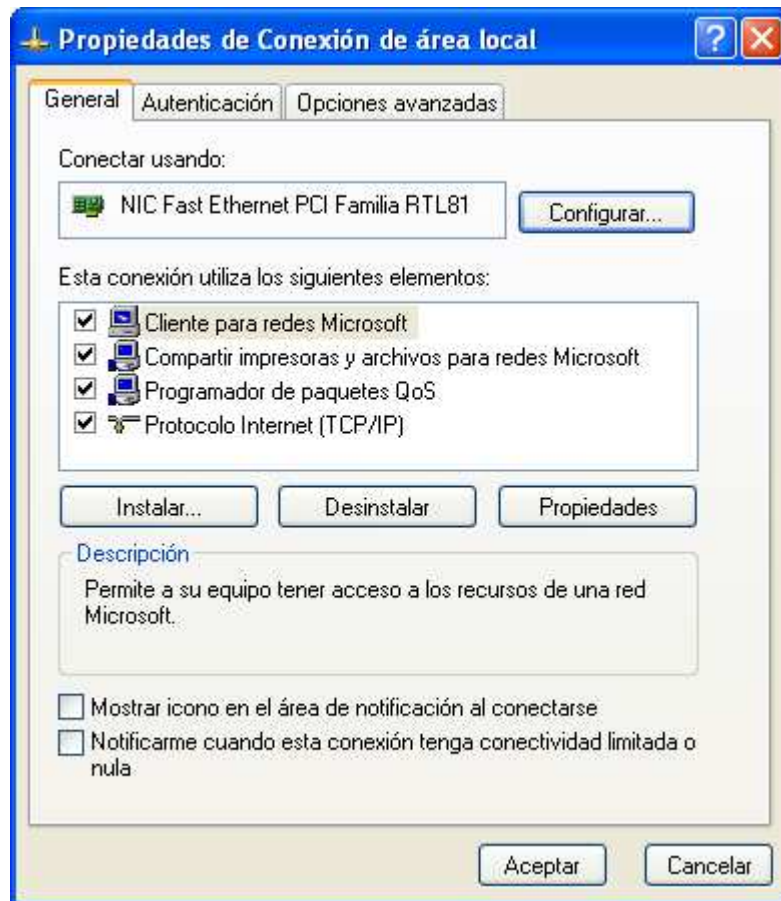 Propiedades de Conexión de área local
General Autenticación Opciones avanzadas
Conectar usando:
NIC Fast Ethernet PCI Familia RTL81 Configurar...
Esta conexión utiliza los siguientes elementos:
Cliente para redes Microsoft
Compartir impresoras y archivos para redes Microsoft
Programador de paquetes QoS
Protocolo Internet (TCP/IP)
Instalar... Desinstalar Propiedades
Descripción
Permite a su equipo tener acceso a los recursos de una red
Microsoft.
Mostrar icono en el área de notificación al conectarse
Notificarme cuando esta conexión tenga conectividad limitada o
nula
Aceptar Cancelar